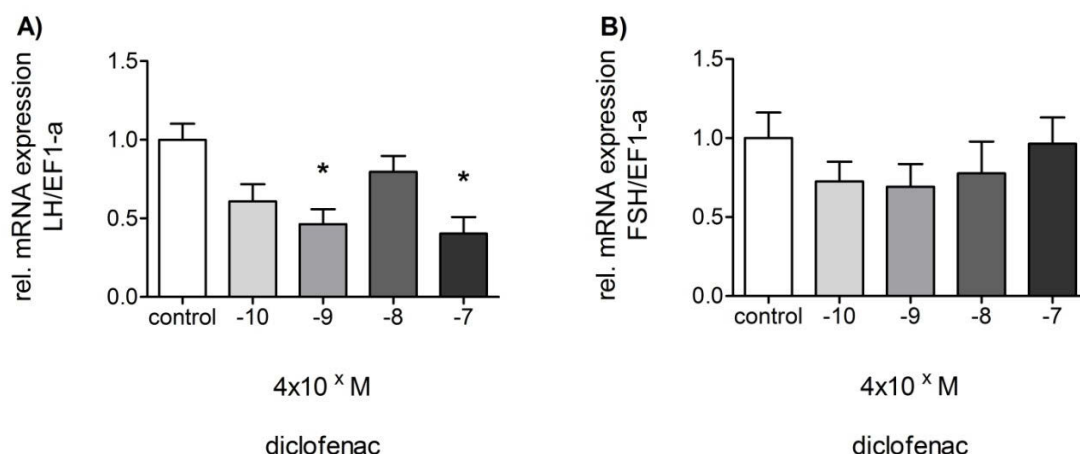 A)
rel. mRNA expression
LH/EF1-a
1.5
1.0
0.5
0.0
*
*
control -10 -9 -8 -7
4x10 ˣ M
diclofenac
B)
rel. mRNA expression
FSH/EF1-a
1.5
1.0
0.5
0.0
control -10 -9 -8 -7
4x10 ˣ M
diclofenac